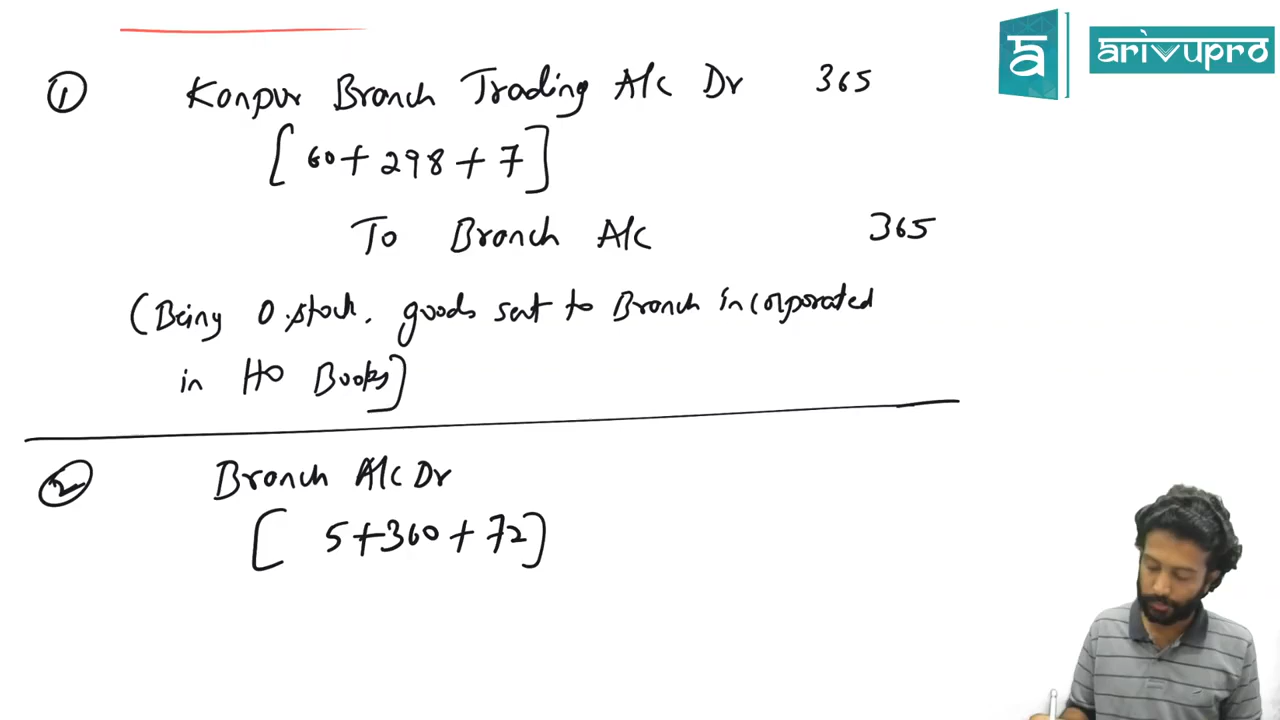 arivupro
① Kanpur Branch Trading A/c Dr 365
[60 + 298 + 7]
To Branch A/c 365
(Being O.stock, goods sent to Branch incorporated
in HO Books]
② Branch A/c Dr
[5+360+72]